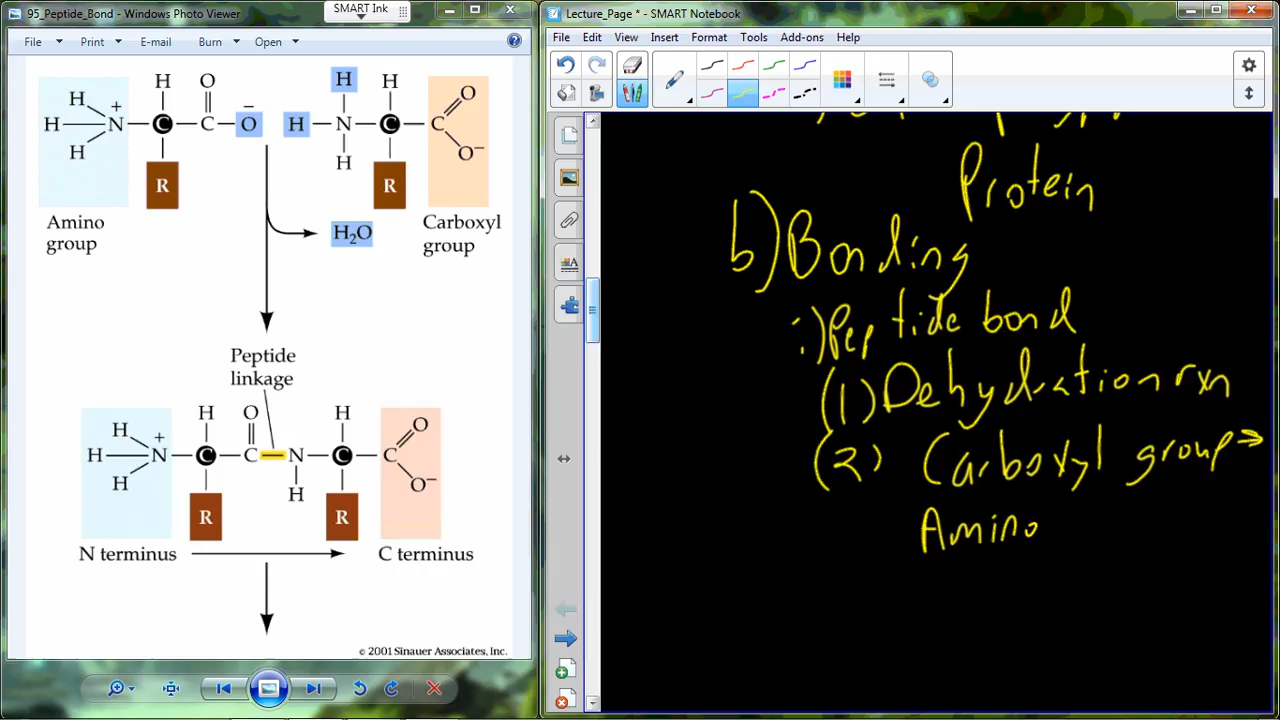 95_Peptide_Bond - Windows Photo Viewer
SMART Ink
File Print E-mail Burn Open
H O H H
H + - O
H N C C O H N C C
H H O-
R R
Amino group
H2O
Carboxyl group
Peptide linkage
H O H
H + O
H N C C N C C
H H O-
R R
N terminus C terminus
© 2001 Sinauer Associates, Inc.
Lecture_Page * - SMART Notebook
File Edit View Insert Format Tools Add-ons Help
Protein
b) Bonding
i) Peptide bond
(1) Dehydration rxn
(2) Carboxyl group →
Amino